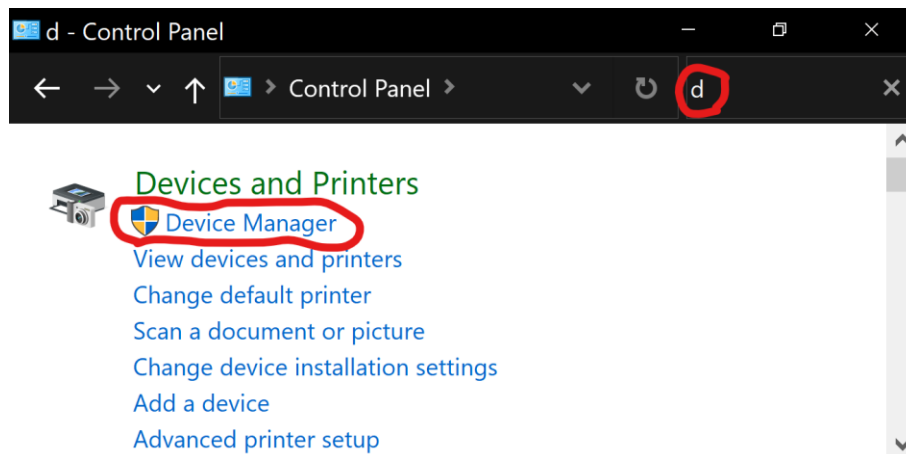 d - Control Panel
Control Panel
d
Devices and Printers
Device Manager
View devices and printers
Change default printer
Scan a document or picture
Change device installation settings
Add a device
Advanced printer setup